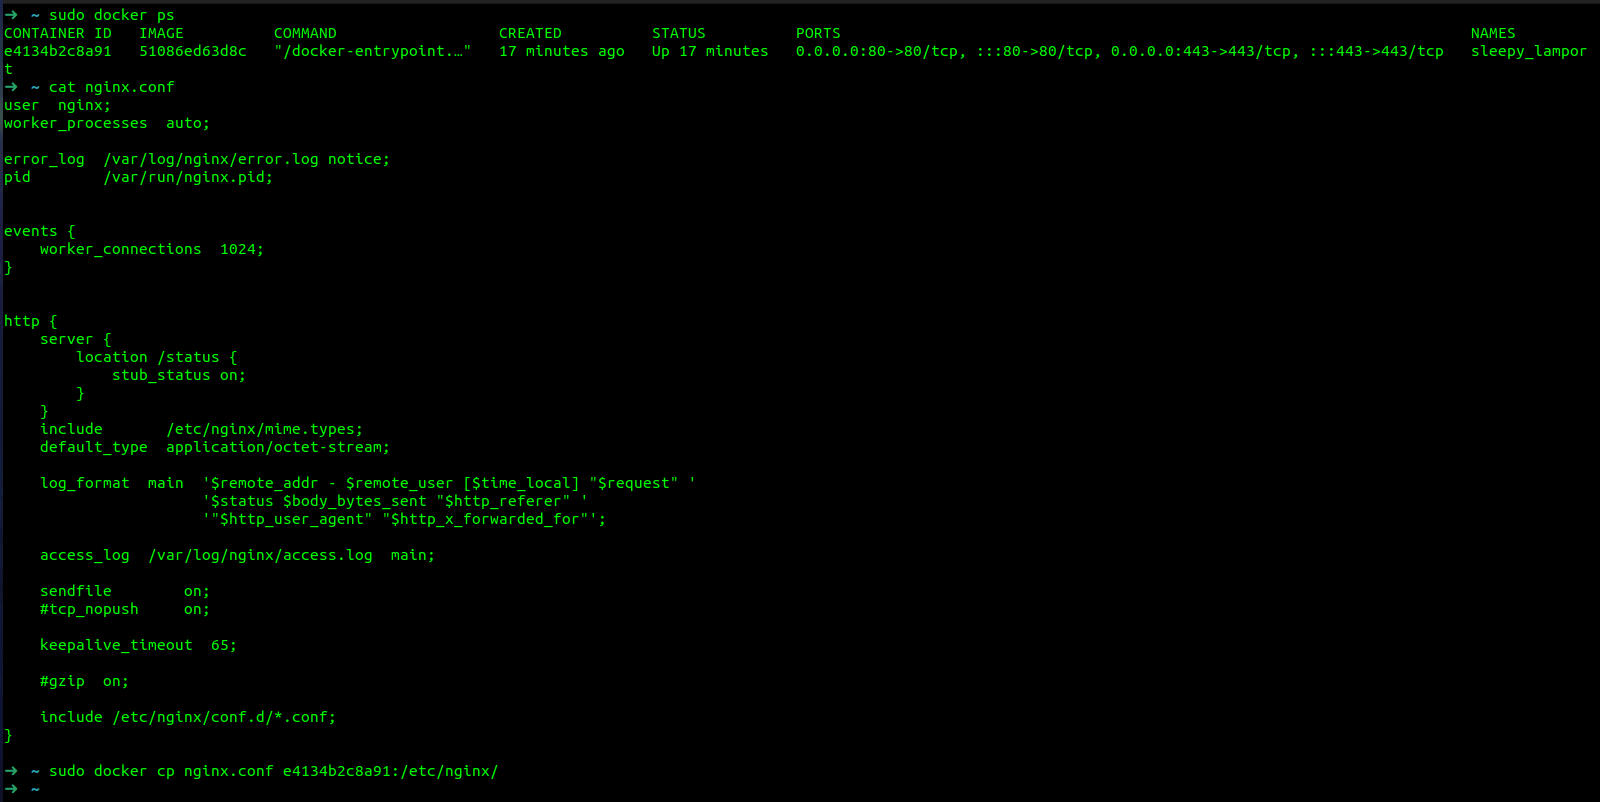 ➜ ~ sudo docker ps
CONTAINER ID   IMAGE          COMMAND                  CREATED          STATUS          PORTS                                                                      NAMES
e4134b2c8a91   51086ed63d8c   "/docker-entrypoint.…"   17 minutes ago   Up 17 minutes   0.0.0.0:80->80/tcp, :::80->80/tcp, 0.0.0.0:443->443/tcp, :::443->443/tcp   sleepy_lampor
t
➜ ~ cat nginx.conf
user  nginx;
worker_processes  auto;

error_log  /var/log/nginx/error.log notice;
pid        /var/run/nginx.pid;


events {
    worker_connections  1024;
}


http {
    server {
        location /status {
            stub_status on;
        }
    }
    include       /etc/nginx/mime.types;
    default_type  application/octet-stream;

    log_format  main  '$remote_addr - $remote_user [$time_local] "$request" '
                      '$status $body_bytes_sent "$http_referer" '
                      '"$http_user_agent" "$http_x_forwarded_for"';

    access_log  /var/log/nginx/access.log  main;

    sendfile        on;
    #tcp_nopush     on;

    keepalive_timeout  65;

    #gzip  on;

    include /etc/nginx/conf.d/*.conf;
}

➜ ~ sudo docker cp nginx.conf e4134b2c8a91:/etc/nginx/
➜ ~